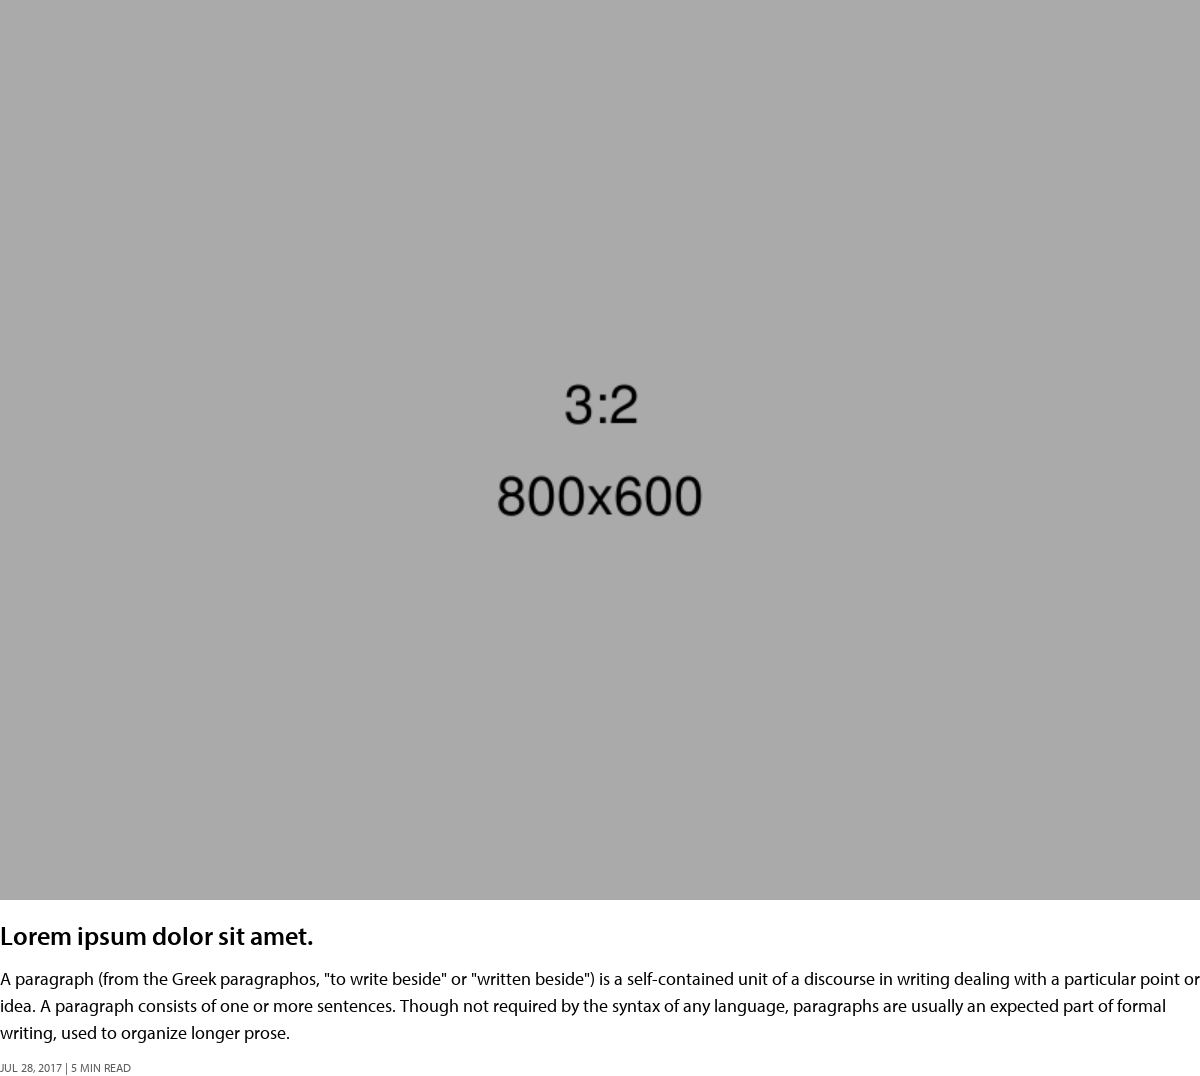 3:2
800x600
Lorem ipsum dolor sit amet.
A paragraph (from the Greek paragraphos, "to write beside" or "written beside") is a self-contained unit of a discourse in writing dealing with a particular point or
idea. A paragraph consists of one or more sentences. Though not required by the syntax of any language, paragraphs are usually an expected part of formal
writing, used to organize longer prose.
JUL 28, 2017 | 5 MIN READ